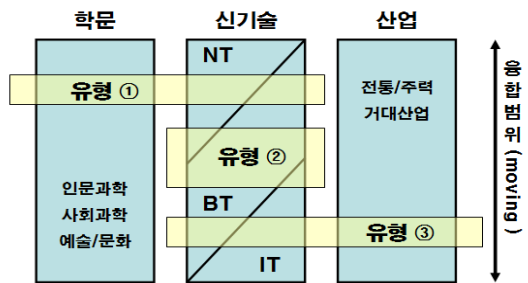 학문
신기술
산업
NT
유형 ①
전통/주력
거대산업
유형 ②
인문과학
사회과학
예술/문화
BT
유형 ③
IT
융합범위(moving)